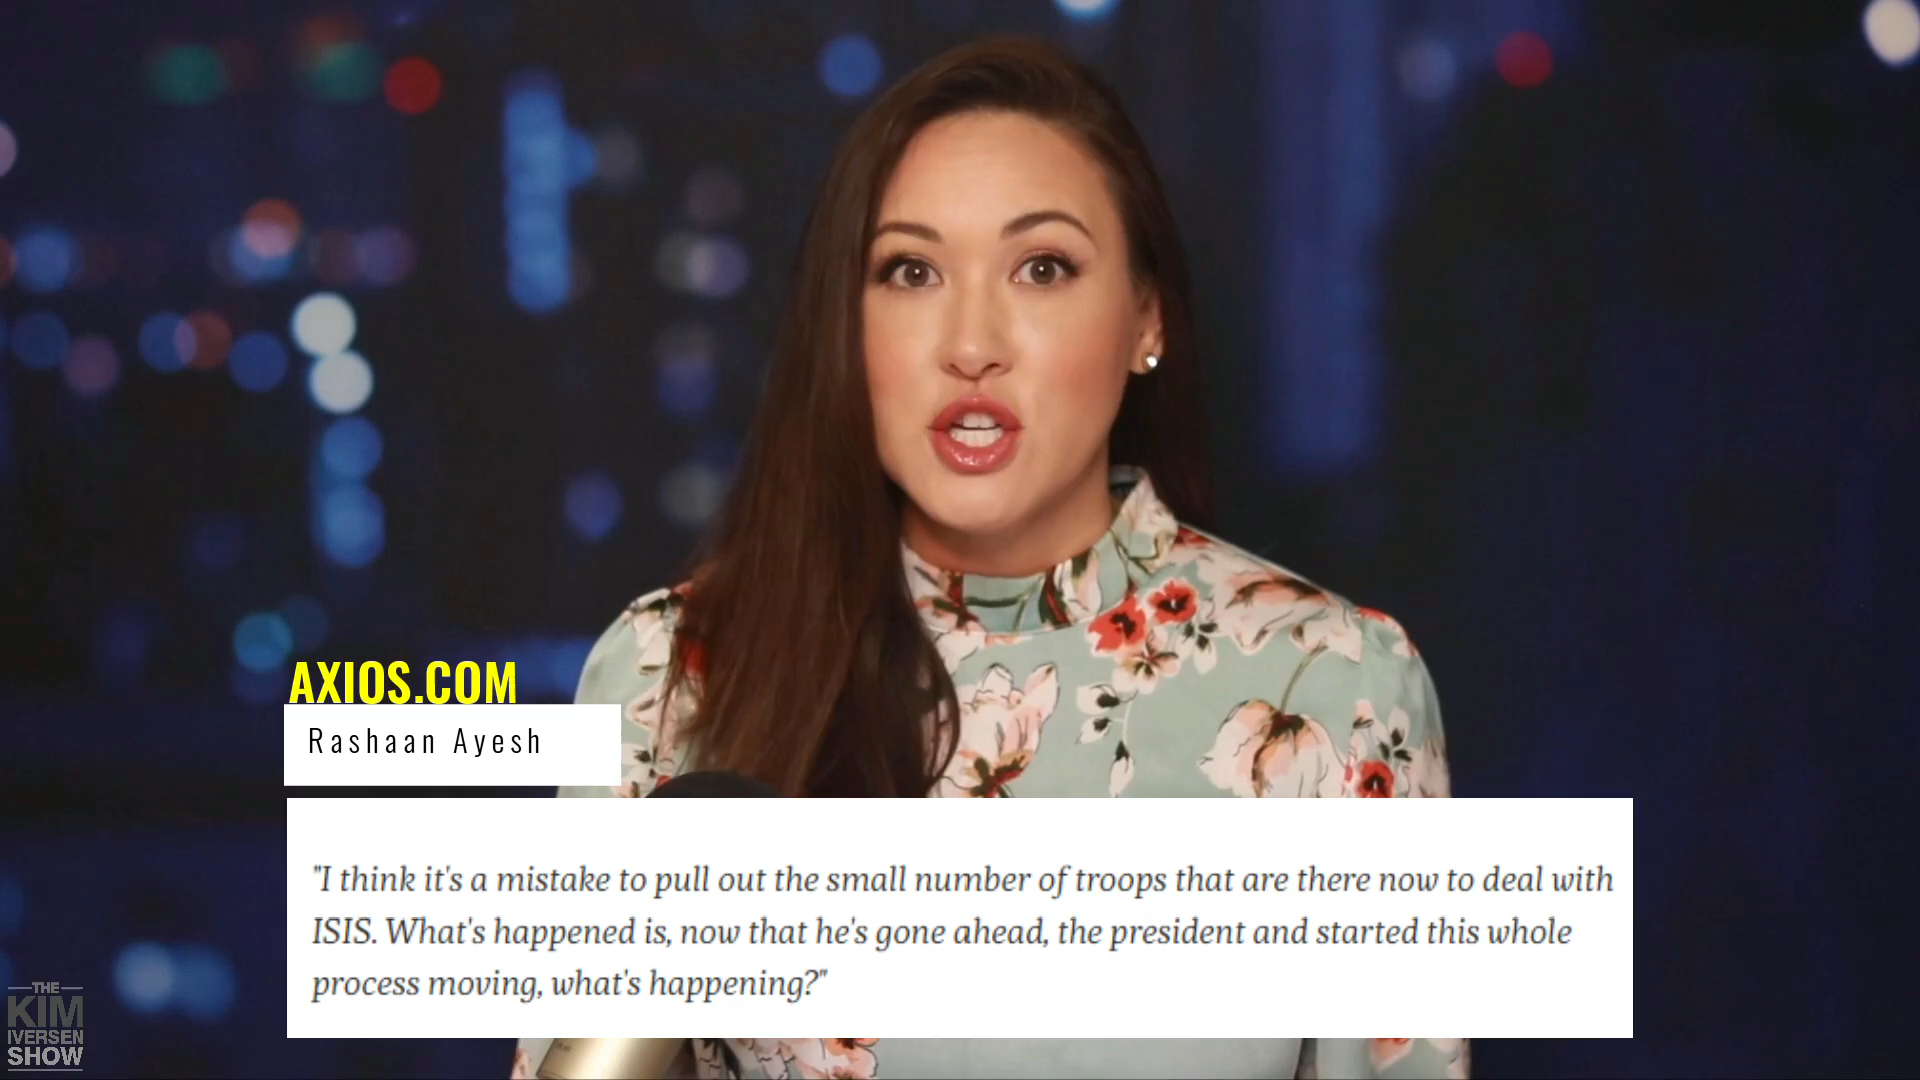 AXIOS.COM
Rashaan Ayesh
"I think it's a mistake to pull out the small number of troops that are there now to deal with
ISIS. What's happened is, now that he's gone ahead, the president and started this whole
process moving, what's happening?"
THE
KIM
IVERSEN
SHOW